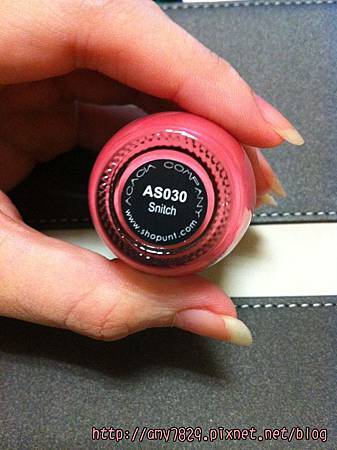 ACACIA COMPANY
AS030
Snitch
www.shopunt.com
http://amy7829.pixnet.net/blog